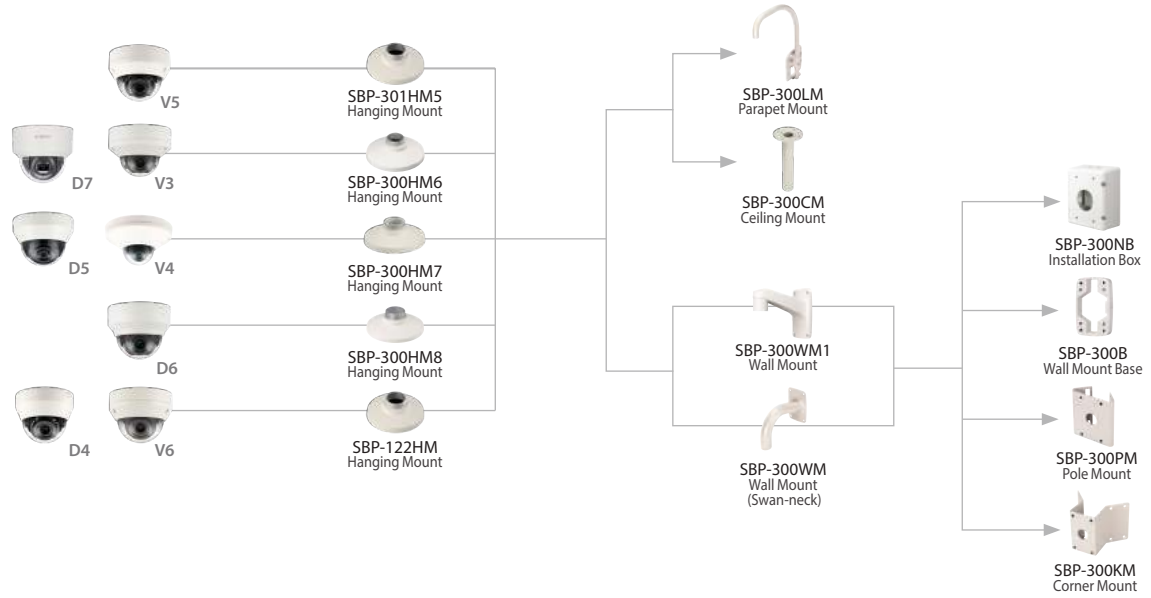 V5
SBP-301HM5
Hanging Mount
D7
V3
SBP-300HM6
Hanging Mount
D5
V4
SBP-300HM7
Hanging Mount
D6
SBP-300HM8
Hanging Mount
D4
V6
SBP-122HM
Hanging Mount
SBP-300LM
Parapet Mount
SBP-300CM
Ceiling Mount
SBP-300WM1
Wall Mount
SBP-300WM
Wall Mount
(Swan-neck)
SBP-300NB
Installation Box
SBP-300B
Wall Mount Base
SBP-300PM
Pole Mount
SBP-300KM
Corner Mount